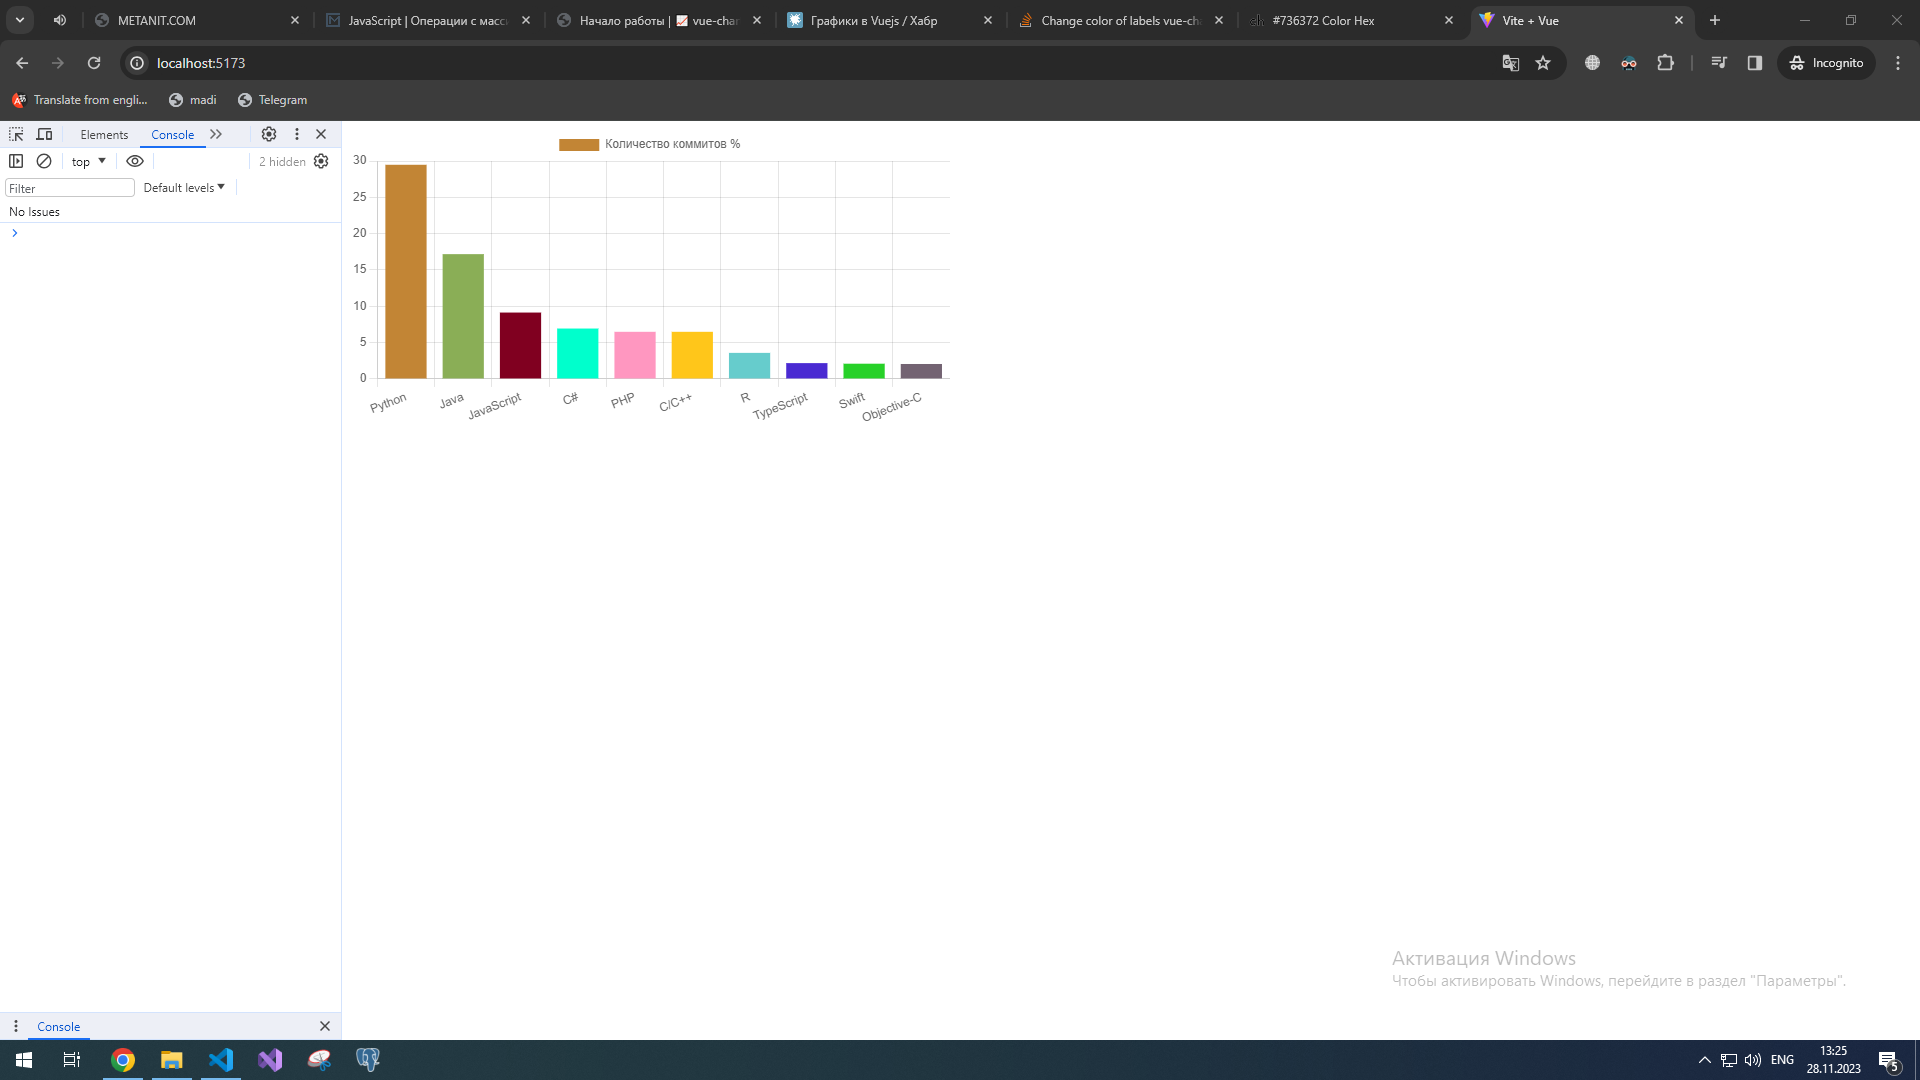 METANIT.COM
JavaScript | Операции с масси
Начало работы | 📈 vue-char
Графики в Vuejs / Хабр
Change color of labels vue-cha
#736372 Color Hex
Vite + Vue
localhost:5173
Incognito
Translate from engli...
madi
Telegram
Elements
Console
top
2 hidden
Filter
Default levels
No Issues
Количество коммитов %
30
25
20
15
10
5
0
Python
Java
JavaScript
C#
PHP
C/C++
R
TypeScript
Swift
Objective-C
Активация Windows
Чтобы активировать Windows, перейдите в раздел "Параметры".
Console
ENG
13:25
28.11.2023
5